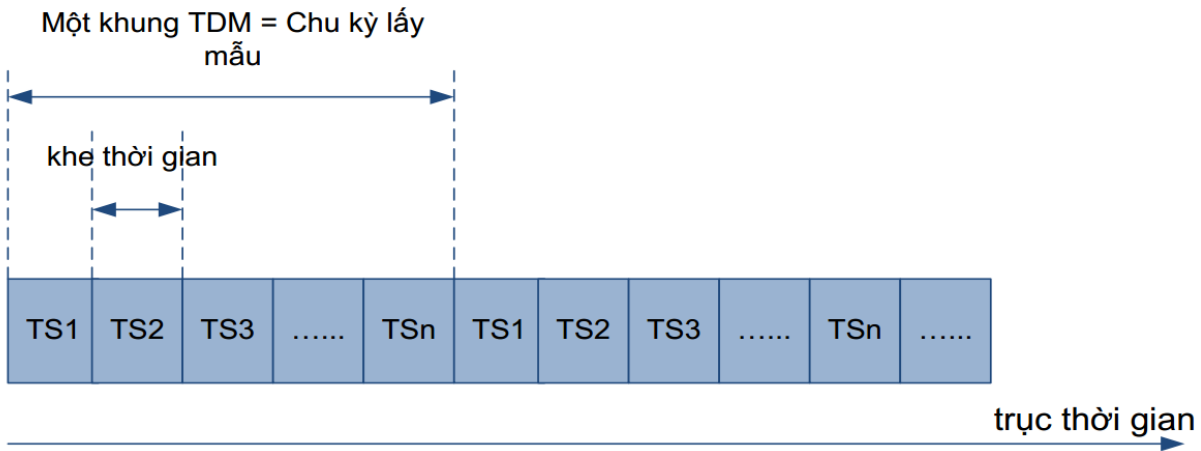 Một khung TDM = Chu kỳ lấy
mẫu
khe thời gian
TS1 TS2 TS3 …... TSn TS1 TS2 TS3 …... TSn …...
trục thời gian